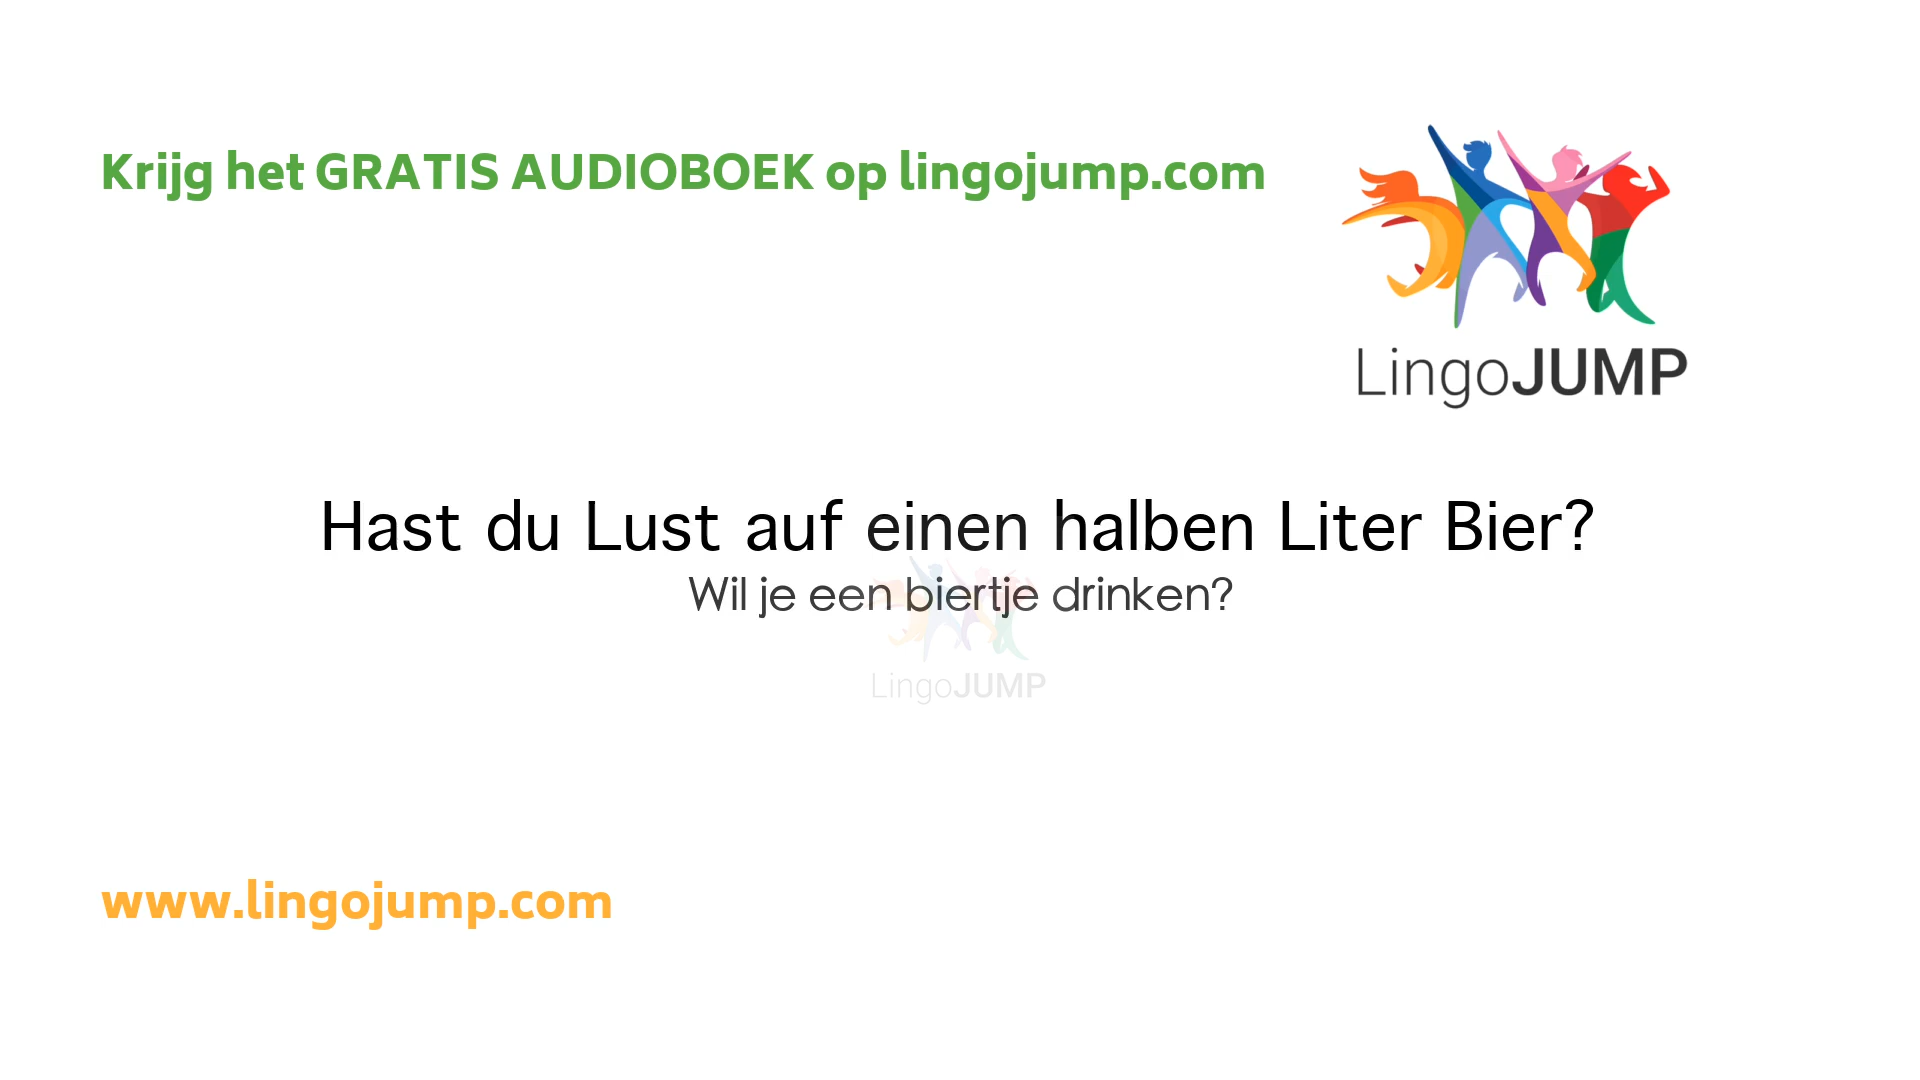 Krijg het GRATIS AUDIOBOEK op lingojump.com
LingoJUMP
Hast du Lust auf einen halben Liter Bier?
Wil je een biertje drinken?
LingoJUMP
www.lingojump.com